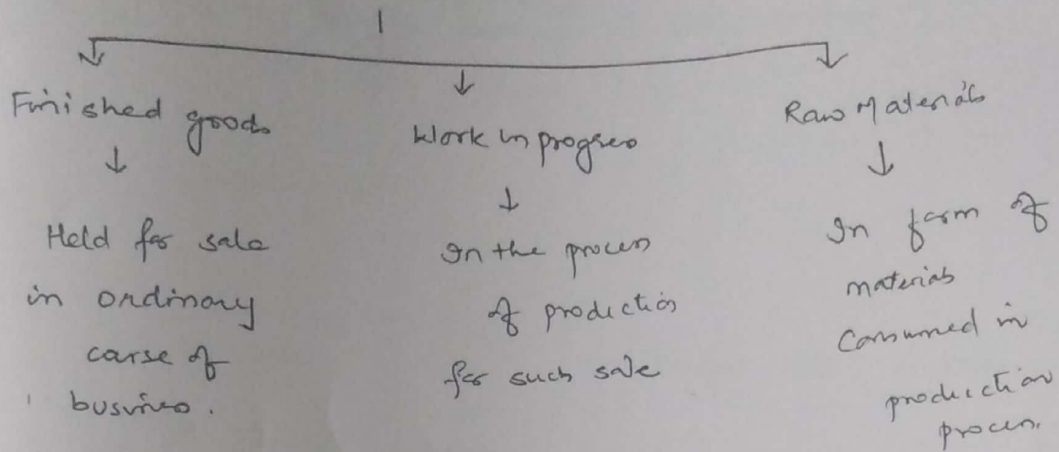 Finished goods
Held for sale
in ordinary
carse of
business.
Work in progress
In the process
of production
for such sale
Raw Materials
In form of
materials
Consumed in
production
process.